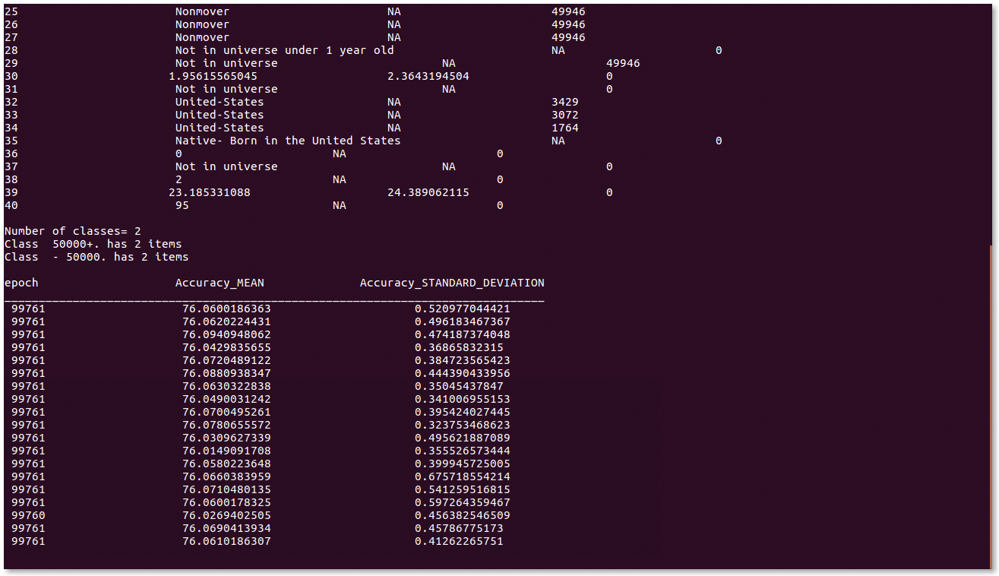 25 Nonmover NA 49946
26 Nonmover NA 49946
27 Nonmover NA 49946
28 Not in universe under 1 year old NA 0
29 Not in universe NA 49946
30 1.95615565045 2.3643194504 0
31 Not in universe NA 0
32 United-States NA 3429
33 United-States NA 3072
34 United-States NA 1764
35 Native- Born in the United States NA 0
36 0 NA 0
37 Not in universe NA 0
38 2 NA 0
39 23.185331088 24.389062115 0
40 95 NA 0
Number of classes= 2
Class 50000+. has 2 items
Class - 50000. has 2 items
epoch Accuracy_MEAN Accuracy_STANDARD_DEVIATION
_______________________________________________________________________________
99761 76.0600186363 0.520977044421
99761 76.0620224431 0.496183467367
99761 76.0940948062 0.474187374048
99761 76.0429835655 0.36865832315
99761 76.0720489122 0.384723565423
99761 76.0880938347 0.444390433956
99761 76.0630322838 0.35045437847
99761 76.0490031242 0.341006955153
99761 76.0700495261 0.395424027445
99761 76.0780655572 0.323753468623
99761 76.0309627339 0.495621887089
99761 76.0149091708 0.355526573444
99761 76.0580223648 0.399945725005
99761 76.0660383959 0.675718554214
99761 76.0710480135 0.541259516815
99761 76.0600178325 0.597264359467
99760 76.0269402505 0.456382546509
99761 76.0690413934 0.45786775173
99761 76.0610186307 0.41262265751